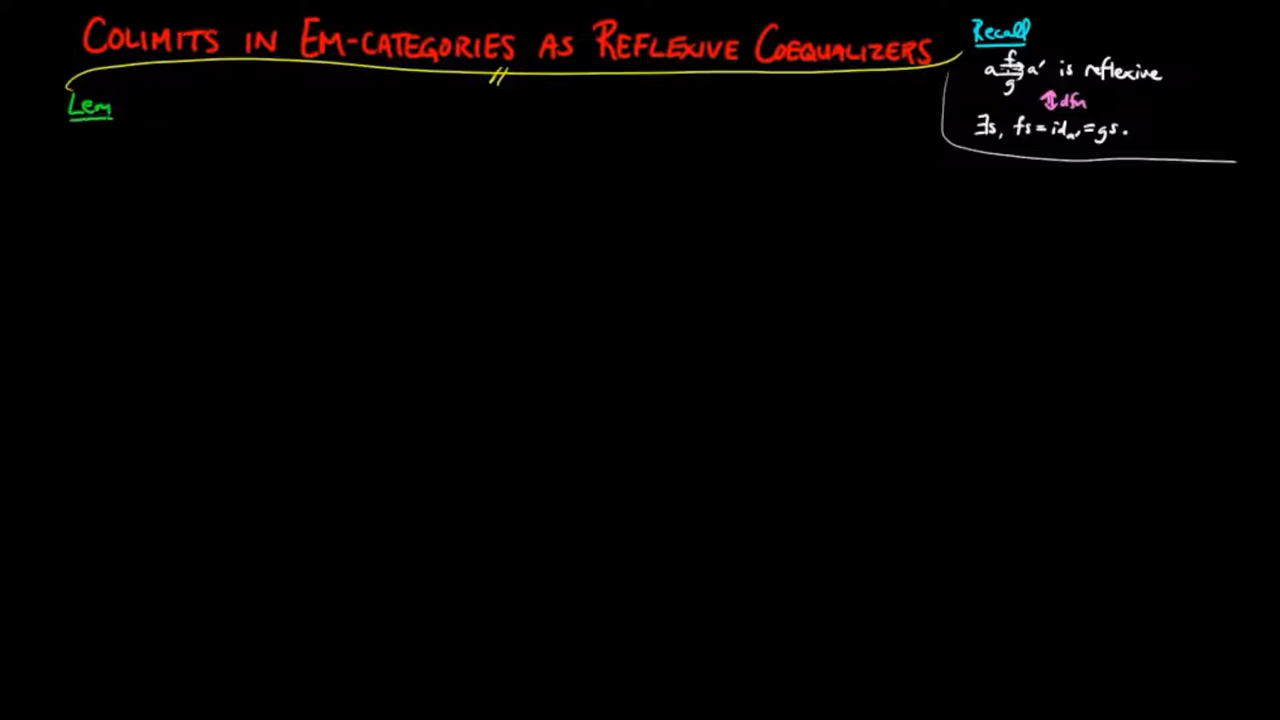 COLIMITS IN EM-CATEGORIES AS REFLEXIVE COEQUALIZERS
Recall
a ⇉ a' is reflexive
f
g
⇕ dfn
∃s, fs = id_a' = gs.
Lem